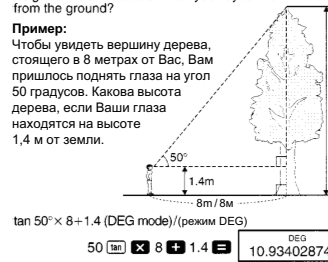 from the ground?
Пример:
Чтобы увидеть вершину дерева,
стоящего в 8 метрах от Вас, Вам
пришлось поднять глаза на угол
50 градусов. Какова высота
дерева, если Ваши глаза
находятся на высоте
1,4 м от земли.
50°
1.4m
8m / 8м
tan 50°× 8+1.4 (DEG mode)/(режим DEG)
50 tan × 8 + 1.4 =
DEG
10.93402874